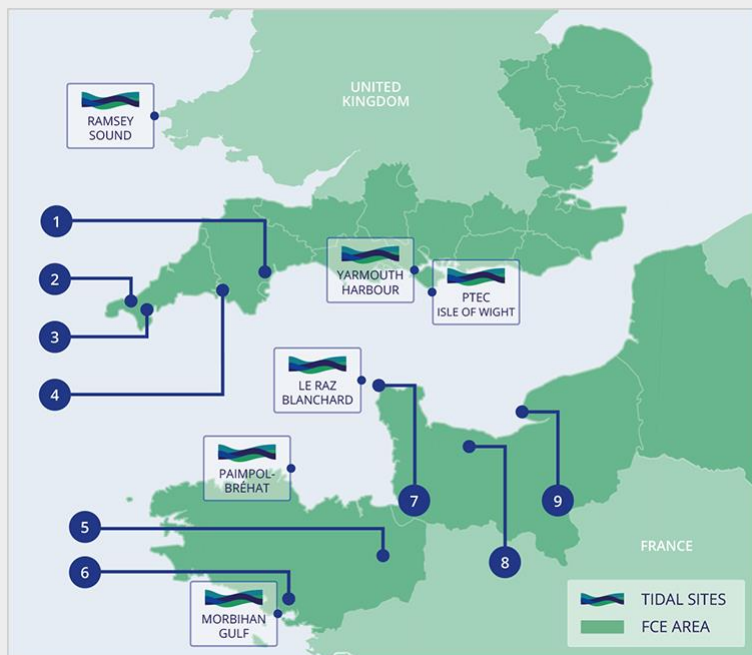 UNITED
KINGDOM
RAMSEY
SOUND
1
2
3
4
YARMOUTH
HARBOUR
PTEC
ISLE OF WIGHT
LE RAZ
BLANCHARD
PAIMPOL-
BRÉHAT
7
9
5
8
6
FRANCE
MORBIHAN
GULF
TIDAL SITES
FCE AREA